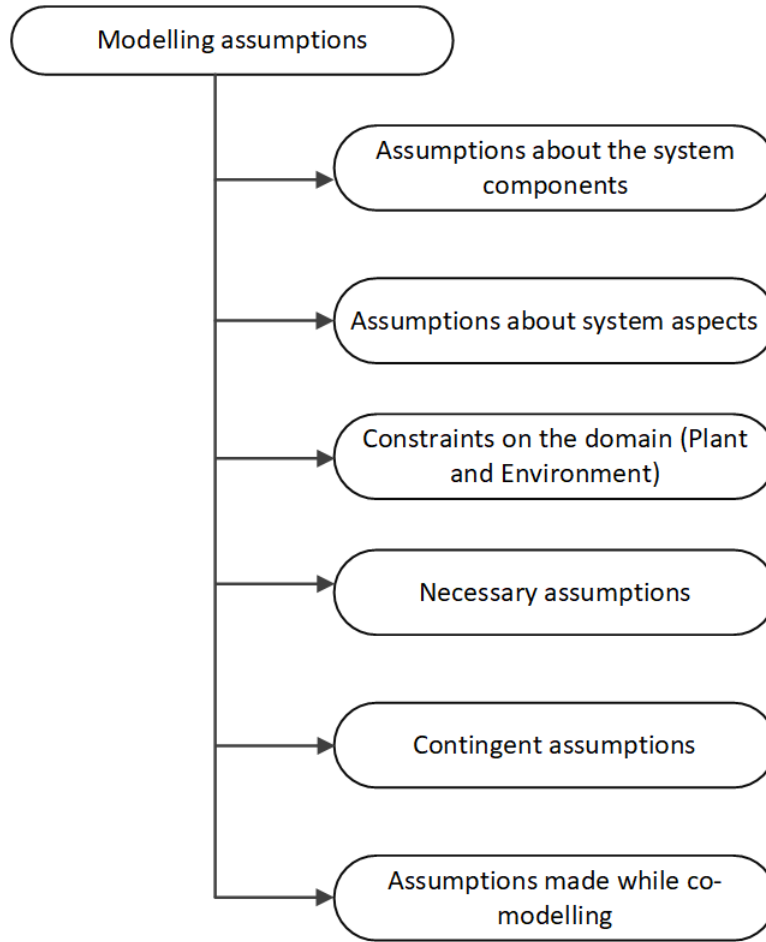 Modelling assumptions
Assumptions about the system
components
Assumptions about system aspects
Constraints on the domain (Plant
and Environment)
Necessary assumptions
Contingent assumptions
Assumptions made while co-
modelling